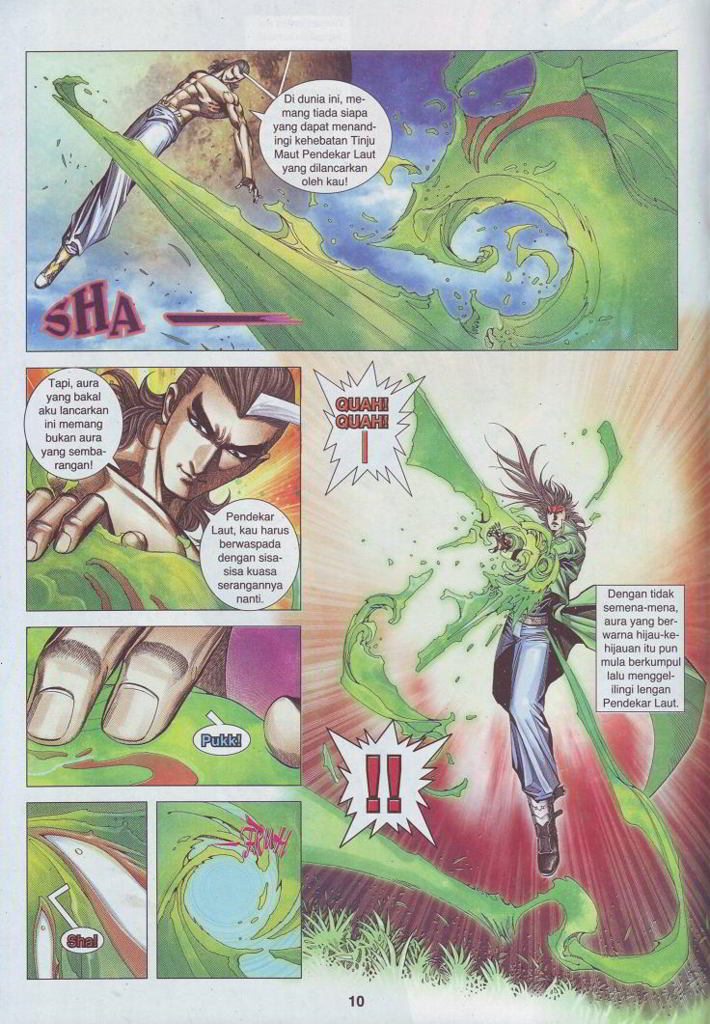 Di dunia ini, me-
mang tiada siapa
yang dapat menand-
ingi kehebatan Tinju
Maut Pendekar Laut
yang dilancarkan
oleh kau!
SHA
Tapi, aura
yang bakal
aku lancarkan
ini memang
bukan aura
yang semba-
rangan!
Pendekar
Laut, kau harus
berwaspada
dengan sisa-
sisa kuasa
serangannya
nanti.
QUAH!
QUAH!
Dengan tidak
semena-mena,
aura yang ber-
warna hijau-ke-
hijauan itu pun
mula berkumpul
lalu menggel-
ilingi lengan
Pendekar Laut.
Pukk!
!!
Sha!
10